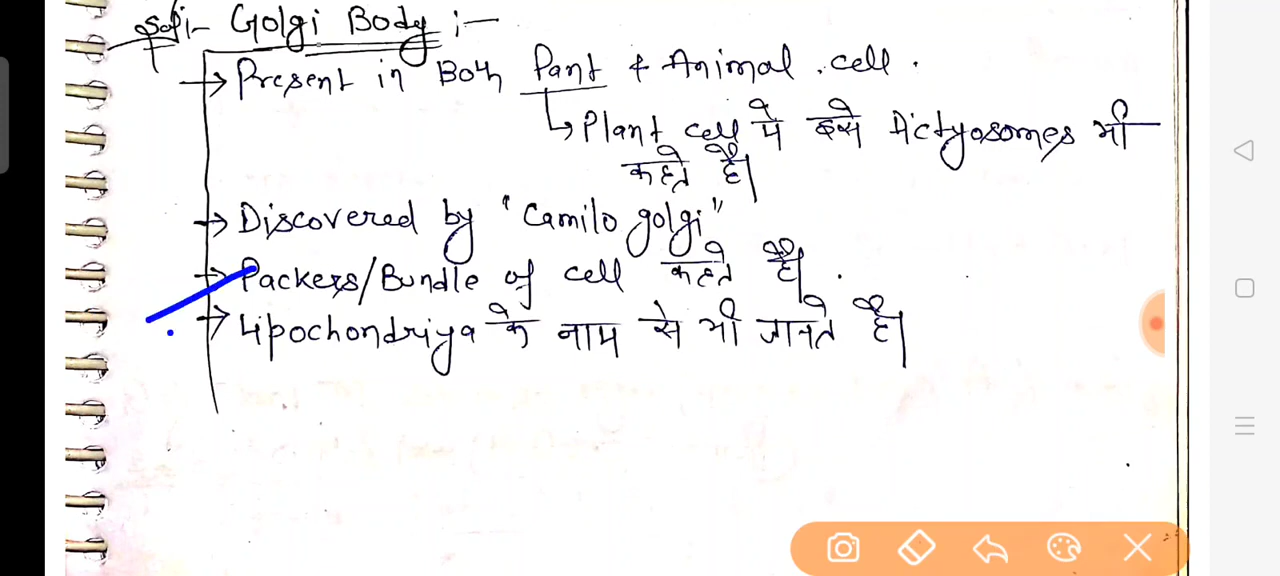 Golgi Body :-
→ Present in Both Pant & Animal cell.
↳ Plant cell में इसे Dictyosomes भी
कहते है।
→ Discovered by "Camilo golgi"
→ Packers/Bundle of cell कहते है।
→ Lipochondriya के नाम से भी जानते है।